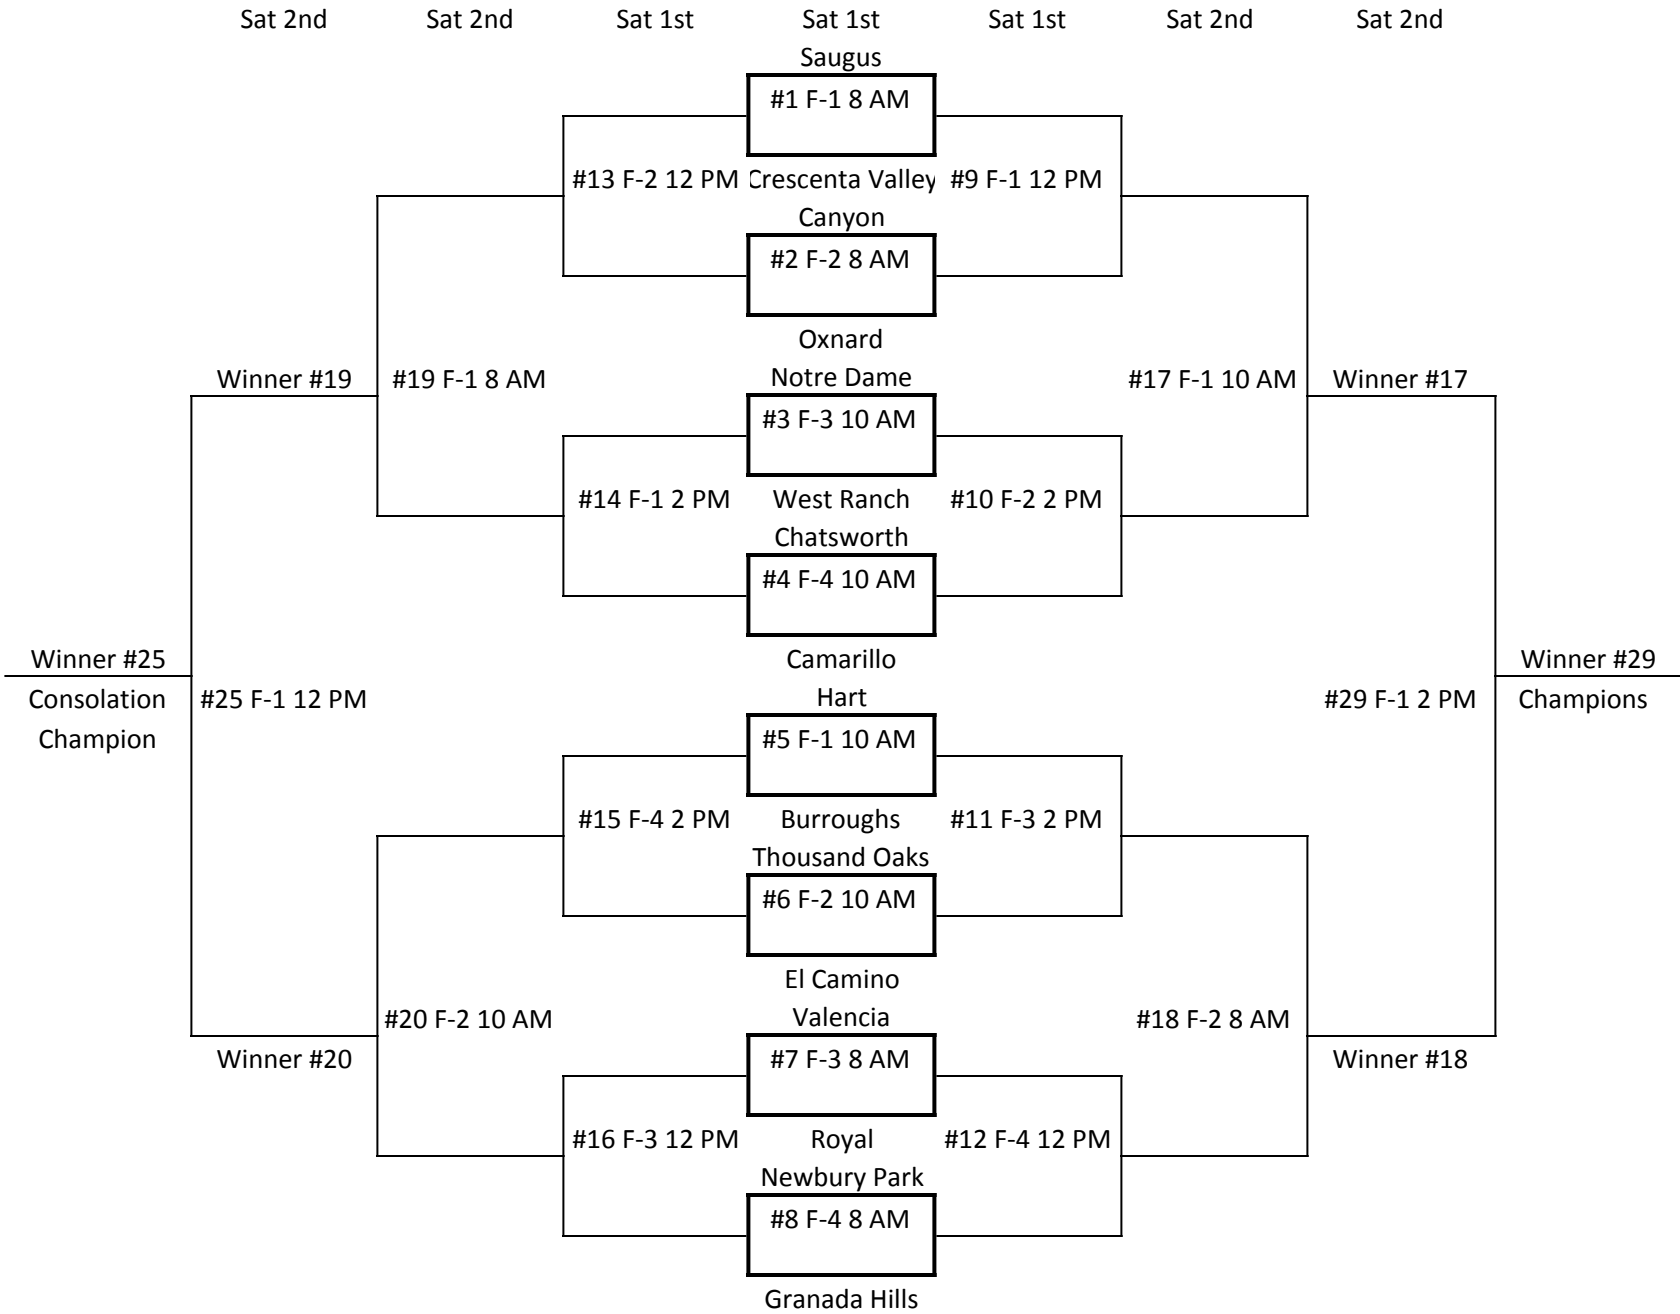 Sat 2nd Sat 2nd Sat 1st Sat 1st Sat 1st Sat 2nd Sat 2nd
Saugus
#1 F-1 8 AM
#13 F-2 12 PM Crescenta Valley #9 F-1 12 PM
Canyon
#2 F-2 8 AM
Oxnard
Winner #19 #19 F-1 8 AM Notre Dame #17 F-1 10 AM Winner #17
#3 F-3 10 AM
#14 F-1 2 PM West Ranch #10 F-2 2 PM
Chatsworth
#4 F-4 10 AM
Winner #25 Camarillo Winner #29
Consolation #25 F-1 12 PM Hart #29 F-1 2 PM Champions
Champion #5 F-1 10 AM
#15 F-4 2 PM Burroughs #11 F-3 2 PM
Thousand Oaks
#6 F-2 10 AM
El Camino
#20 F-2 10 AM Valencia #18 F-2 8 AM
Winner #20 #7 F-3 8 AM Winner #18
#16 F-3 12 PM Royal #12 F-4 12 PM
Newbury Park
#8 F-4 8 AM
Granada Hills